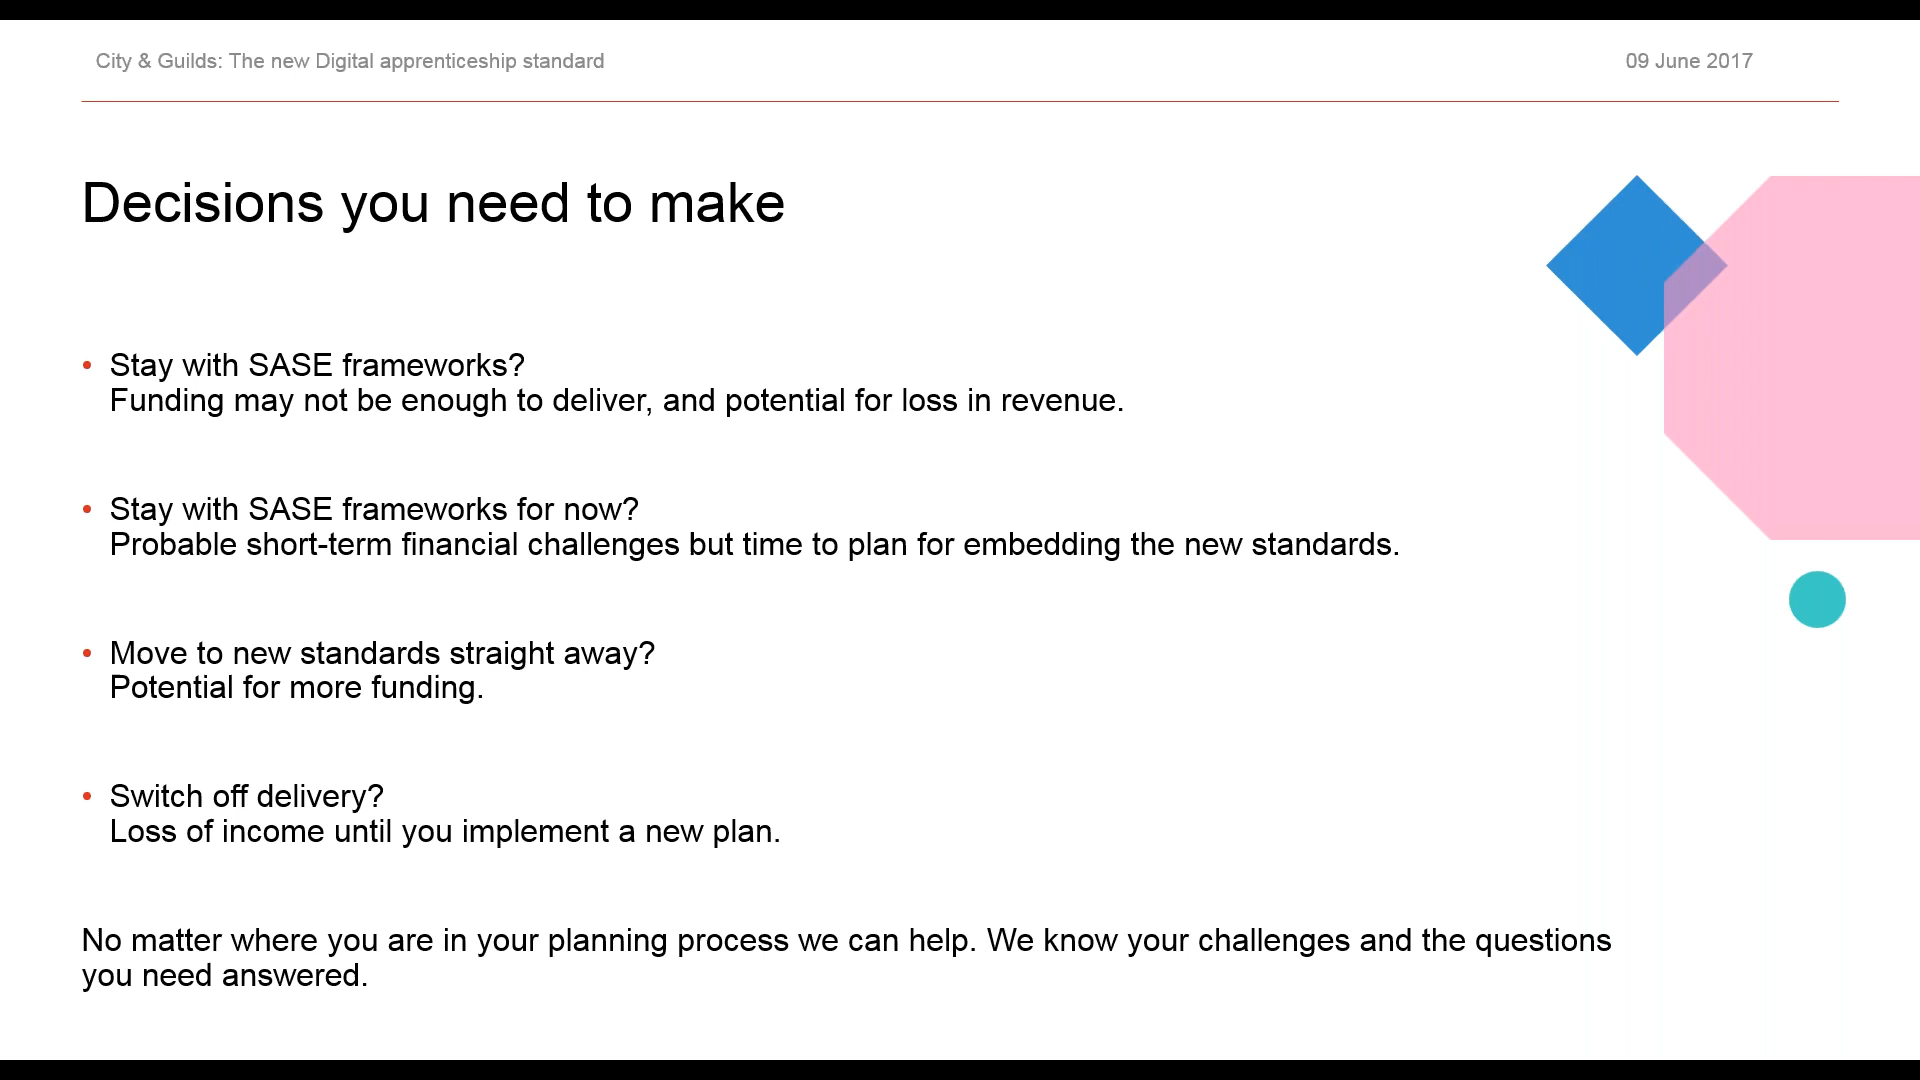 City & Guilds: The new Digital apprenticeship standard
09 June 2017
Decisions you need to make
• Stay with SASE frameworks?
Funding may not be enough to deliver, and potential for loss in revenue.
• Stay with SASE frameworks for now?
Probable short-term financial challenges but time to plan for embedding the new standards.
• Move to new standards straight away?
Potential for more funding.
• Switch off delivery?
Loss of income until you implement a new plan.
No matter where you are in your planning process we can help. We know your challenges and the questions
you need answered.